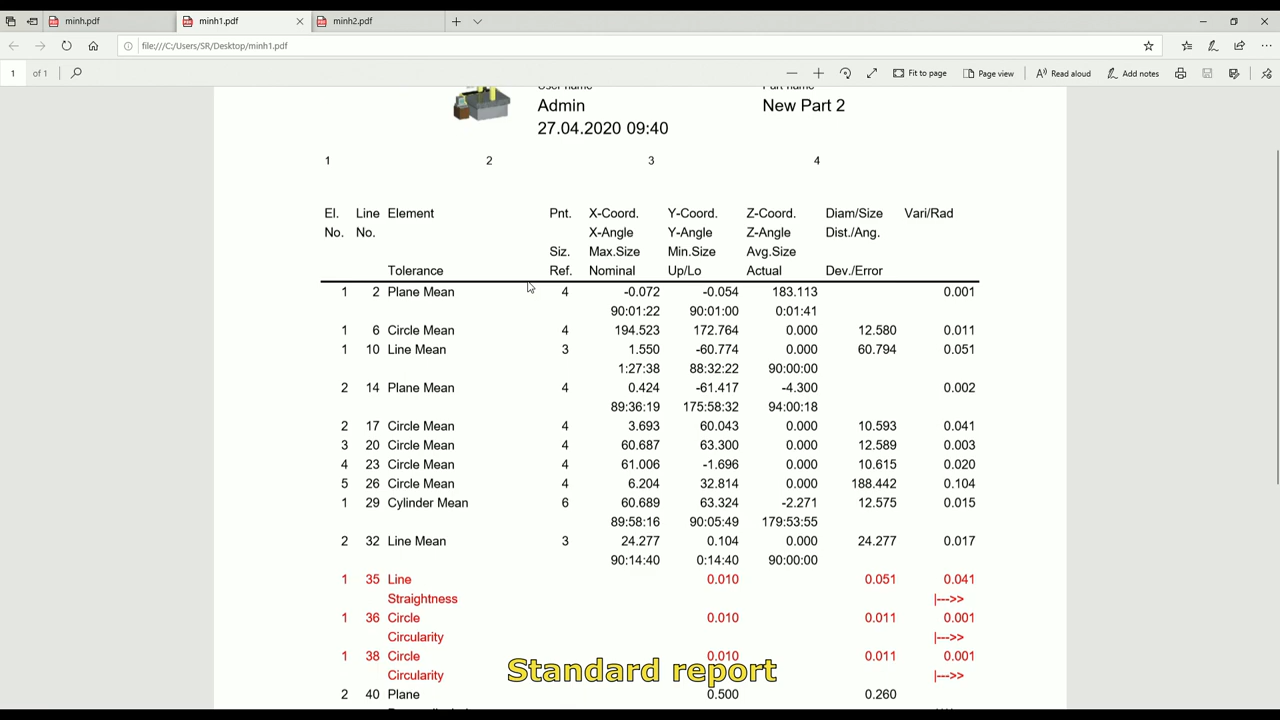 minh.pdf
minh1.pdf
minh2.pdf
file:///C:/Users/SR/Desktop/minh1.pdf
1 of 1
Fit to page
Page view
Read aloud
Add notes
User name Part name
Admin New Part 2
27.04.2020 09:40
1 2 3 4
El. Line Element Pnt. X-Coord. Y-Coord. Z-Coord. Diam/Size Vari/Rad
No. No. X-Angle Y-Angle Z-Angle Dist./Ang.
Siz. Max.Size Min.Size Avg.Size
Tolerance Ref. Nominal Up/Lo Actual Dev./Error
1 2 Plane Mean 4 -0.072 -0.054 183.113 0.001
90:01:22 90:01:00 0:01:41
1 6 Circle Mean 4 194.523 172.764 0.000 12.580 0.011
1 10 Line Mean 3 1.550 -60.774 0.000 60.794 0.051
1:27:38 88:32:22 90:00:00
2 14 Plane Mean 4 0.424 -61.417 -4.300 0.002
89:36:19 175:58:32 94:00:18
2 17 Circle Mean 4 3.693 60.043 0.000 10.593 0.041
3 20 Circle Mean 4 60.687 63.300 0.000 12.589 0.003
4 23 Circle Mean 4 61.006 -1.696 0.000 10.615 0.020
5 26 Circle Mean 4 6.204 32.814 0.000 188.442 0.104
1 29 Cylinder Mean 6 60.689 63.324 -2.271 12.575 0.015
89:58:16 90:05:49 179:53:55
2 32 Line Mean 3 24.277 0.104 0.000 24.277 0.017
90:14:40 0:14:40 90:00:00
1 35 Line 0.010 0.051 0.041
Straightness |--->>
1 36 Circle 0.010 0.011 0.001
Circularity |--->>
1 38 Circle 0.010 0.011 0.001
Circularity |--->>
Standard report
2 40 Plane 0.500 0.260